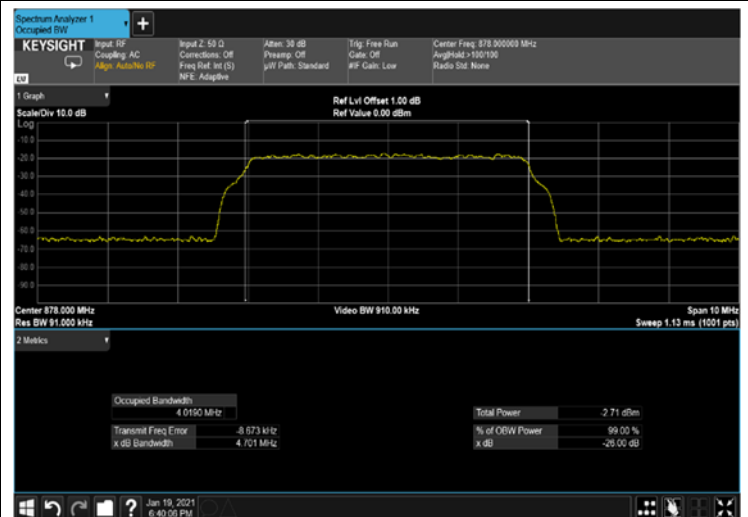 Spectrum Analyzer 1
Occupied BW
+
KEYSIGHT
Input: RF
Coupling: AC
Align: Auto/No RF
Input Z: 50 Ω
Corrections: Off
Freq Ref: Int (S)
NFE: Adaptive
Atten: 30 dB
Preamp: Off
µW Path: Standard
Trig: Free Run
Gate: Off
#IF Gain: Low
Center Freq: 878.000000 MHz
Avg|Hold:>100/100
Radio Std: None
1 Graph
Scale/Div 10.0 dB
Ref Lvl Offset 1.00 dB
Ref Value 0.00 dBm
Log
-10.0
-20.0
-30.0
-40.0
-50.0
-60.0
-70.0
-80.0
-90.0
Center 878.000 MHz
Video BW 910.00 kHz
Span 10 MHz
Res BW 91.000 kHz
Sweep 1.13 ms (1001 pts)
2 Metrics
Occupied Bandwidth
4.0190 MHz
Total Power -2.71 dBm
Transmit Freq Error -8.673 kHz
% of OBW Power 99.00 %
x dB Bandwidth 4.701 MHz
x dB -26.00 dB
?
Jan 19, 2021
6:40:06 PM